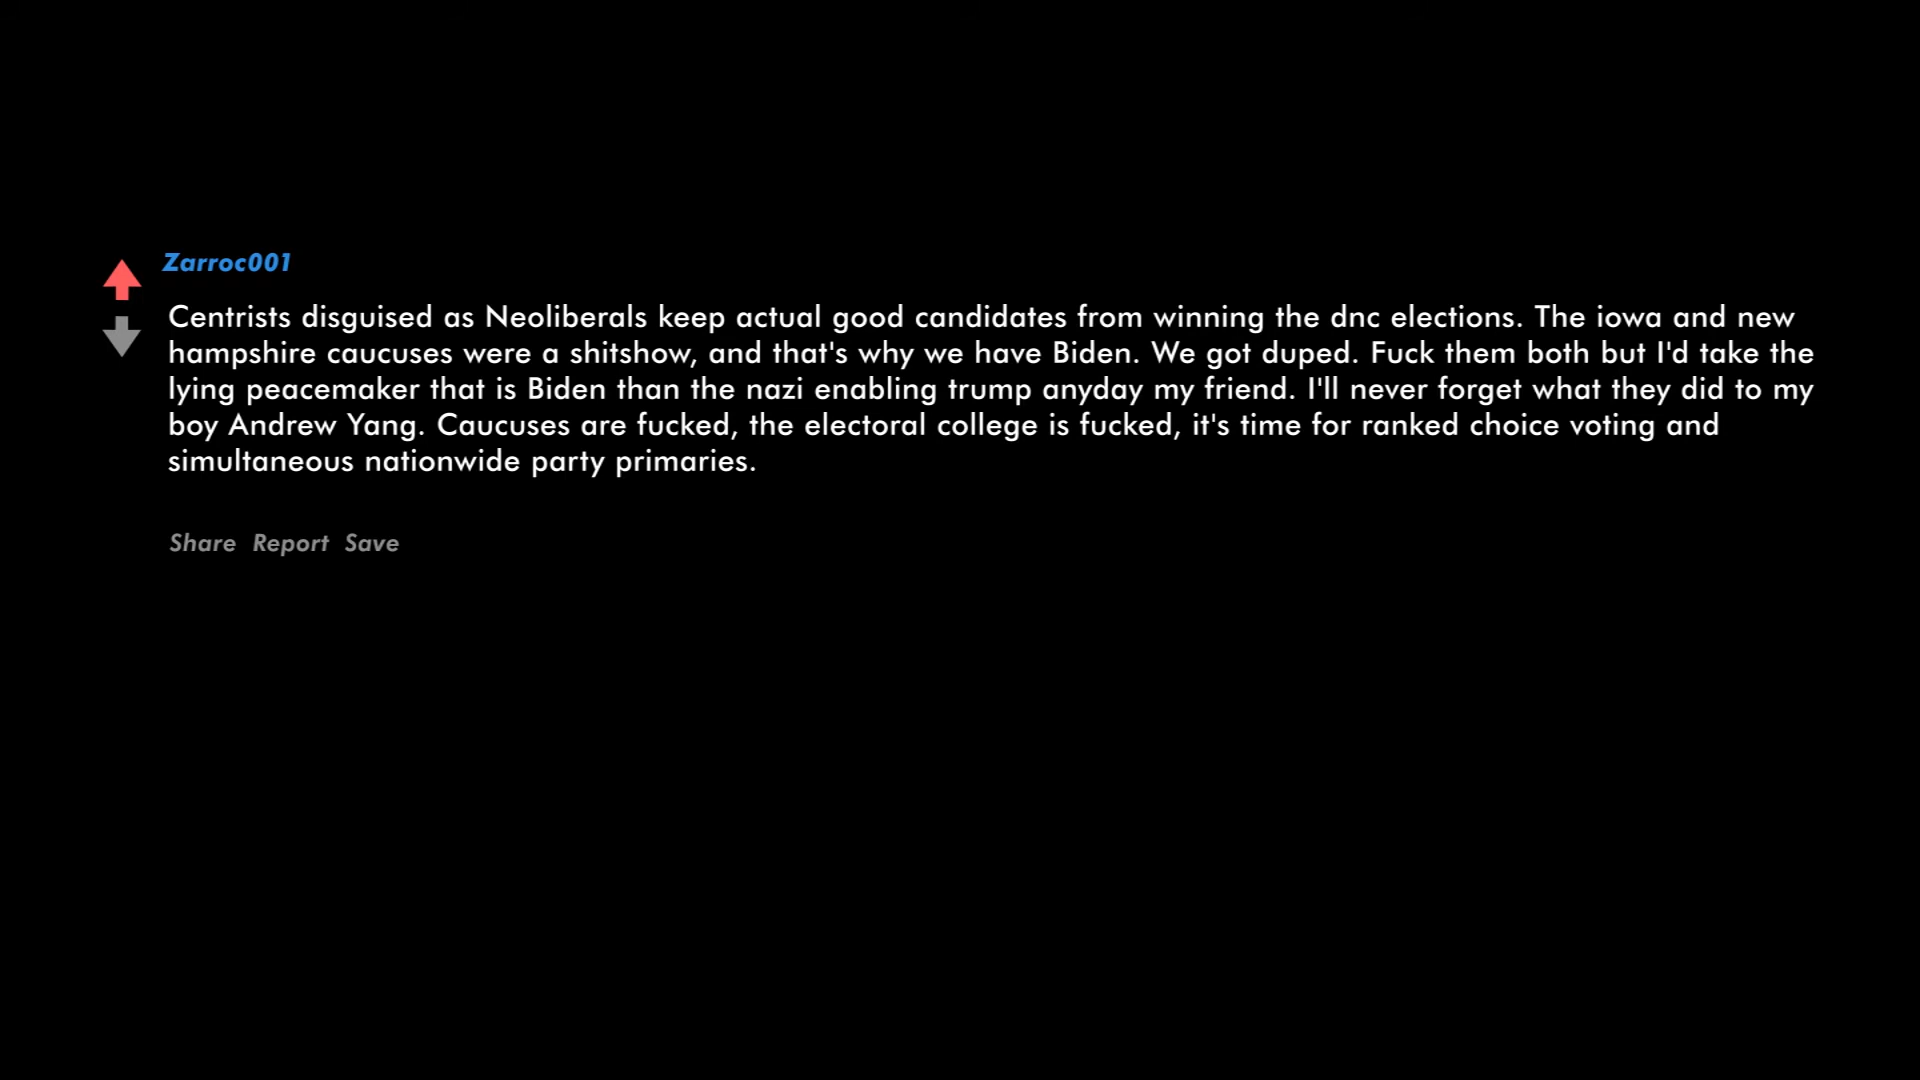 Zarroc001
Centrists disguised as Neoliberals keep actual good candidates from winning the dnc elections. The iowa and new
hampshire caucuses were a shitshow, and that's why we have Biden. We got duped. Fuck them both but I'd take the
lying peacemaker that is Biden than the nazi enabling trump anyday my friend. I'll never forget what they did to my
boy Andrew Yang. Caucuses are fucked, the electoral college is fucked, it's time for ranked choice voting and
simultaneous nationwide party primaries.
Share Report Save